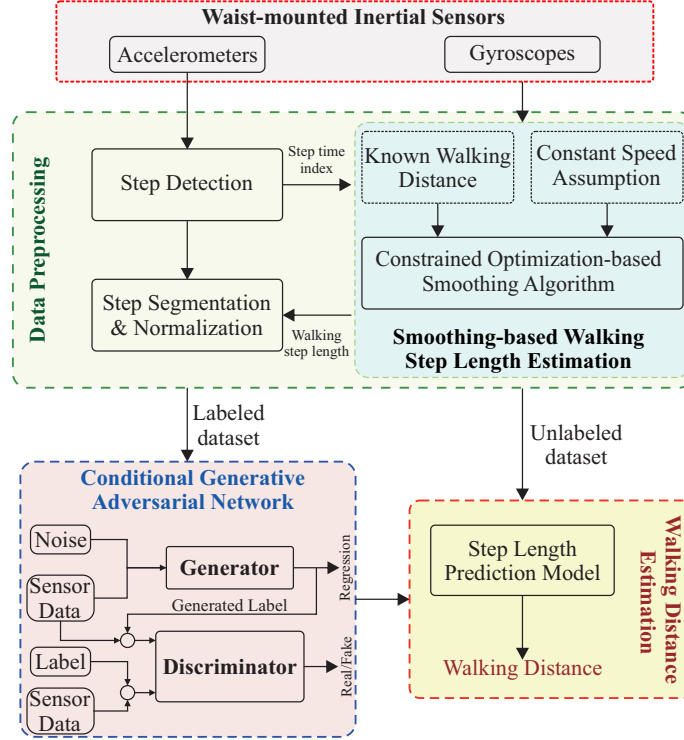 Waist-mounted Inertial Sensors
Accelerometers
Gyroscopes
Data Preprocessing
Step Detection
Step time
index
Known Walking
Distance
Constant Speed
Assumption
Constrained Optimization-based
Smoothing Algorithm
Step Segmentation
& Normalization
Walking
step length
Smoothing-based Walking
Step Length Estimation
Labeled
dataset
Unlabeled
dataset
Conditional Generative
Adversarial Network
Noise
Sensor
Data
Generator
Regression
Generated Label
Label
Sensor
Data
Discriminator
Real/Fake
Step Length
Prediction Model
Walking Distance
Walking Distance
Estimation